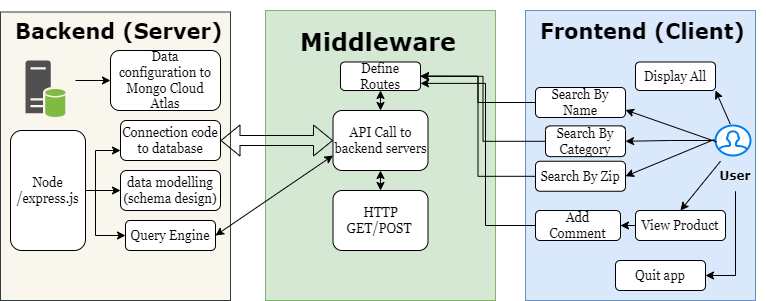 Backend (Server)
Data
configuration to
Mongo Cloud
Atlas
Connection code
to database
Node
/express.js
data modelling
(schema design)
Query Engine
Middleware
Define
Routes
API Call to
backend servers
HTTP
GET/POST
Frontend (Client)
Display All
Search By
Name
Search By
Category
Search By Zip
User
Add
Comment
View Product
Quit app